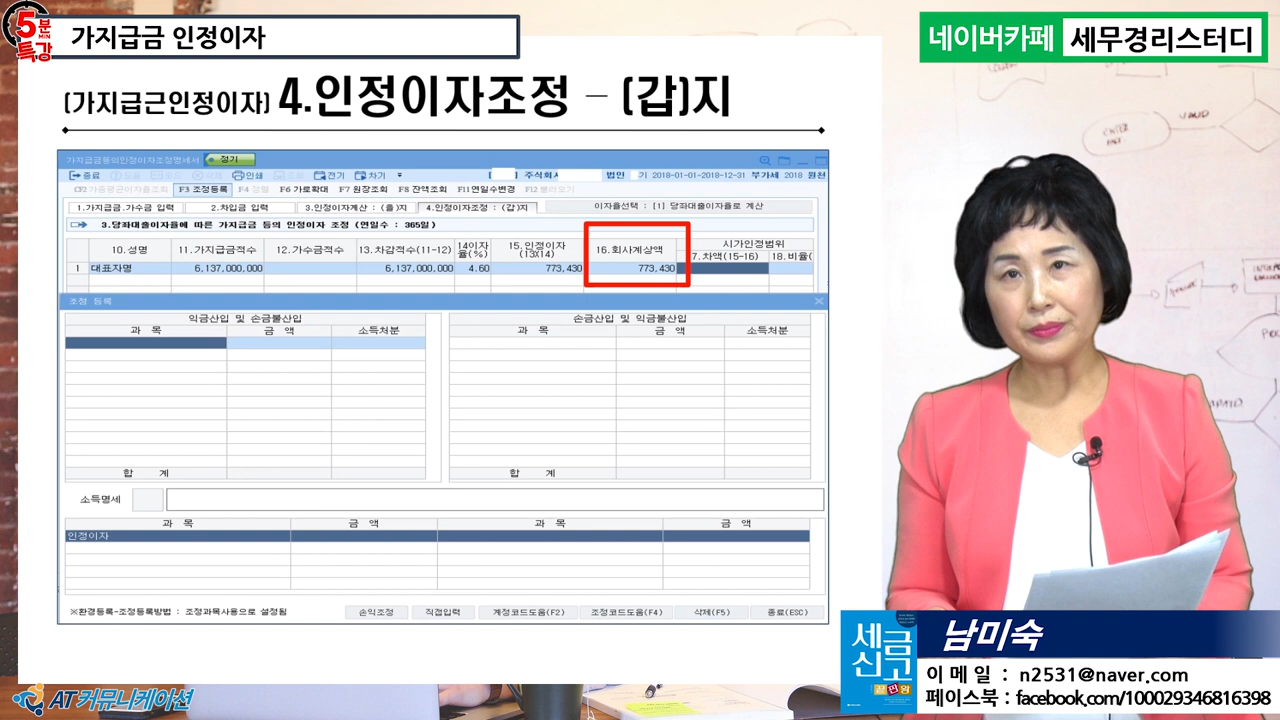 5분
MIN
특강
가지급금 인정이자
네이버카페 세무경리스터디
(가지급근인정이자) 4.인정이자조정 – (갑)지
가지급금등의인정이자조정명세서 정기
종료 인쇄 전기 차기 주식회사 법인 기 2018-01-01-2018-12-31 부가세 2018 원천
F3 조정등록 F4 정렬 F6 가로확대 F7 원장조회 F8 잔액조회 F11연일수변경 F12 불러오기
1.가지급금.가수금 입력 2.차입금 입력 3.인정이자계산 : (을)지 4.인정이자조정 : (갑)지 이자율선택 : [1] 당좌대출이자율로 계산
3.당좌대출이자율에 따른 가지급금 등의 인정이자 조정 (연일수 : 365일)
10.성명 11.가지급금적수 12.가수금적수 13.차감적수(11-12) 14이자율(%) 15.인정이자(13X14) 16.회사계상액 시가인정범위
7.차액(15-16) 18.비율(
1 대표자명 6,137,000,000 6,137,000,000 4.60 773,430 773,430
조정 등록
익금산입 및 손금불산입 손금산입 및 익금불산입
과 목 금 액 소득처분 과 목 금 액 소득처분
합 계 합 계
소득명세
과 목 금 액 과 목 금 액
인정이자
※환경등록-조정등록방법 : 조정과목사용으로 설정됨 손익조정 직접입력 계정코드도움(F2) 조정코드도움(F4) 삭제(F5) 종료(ESC)
세금
신고
끝판왕
남미숙
이 메 일 : n2531@naver.com
페이스북 : facebook.com/100029346816398
AT커뮤니케이션